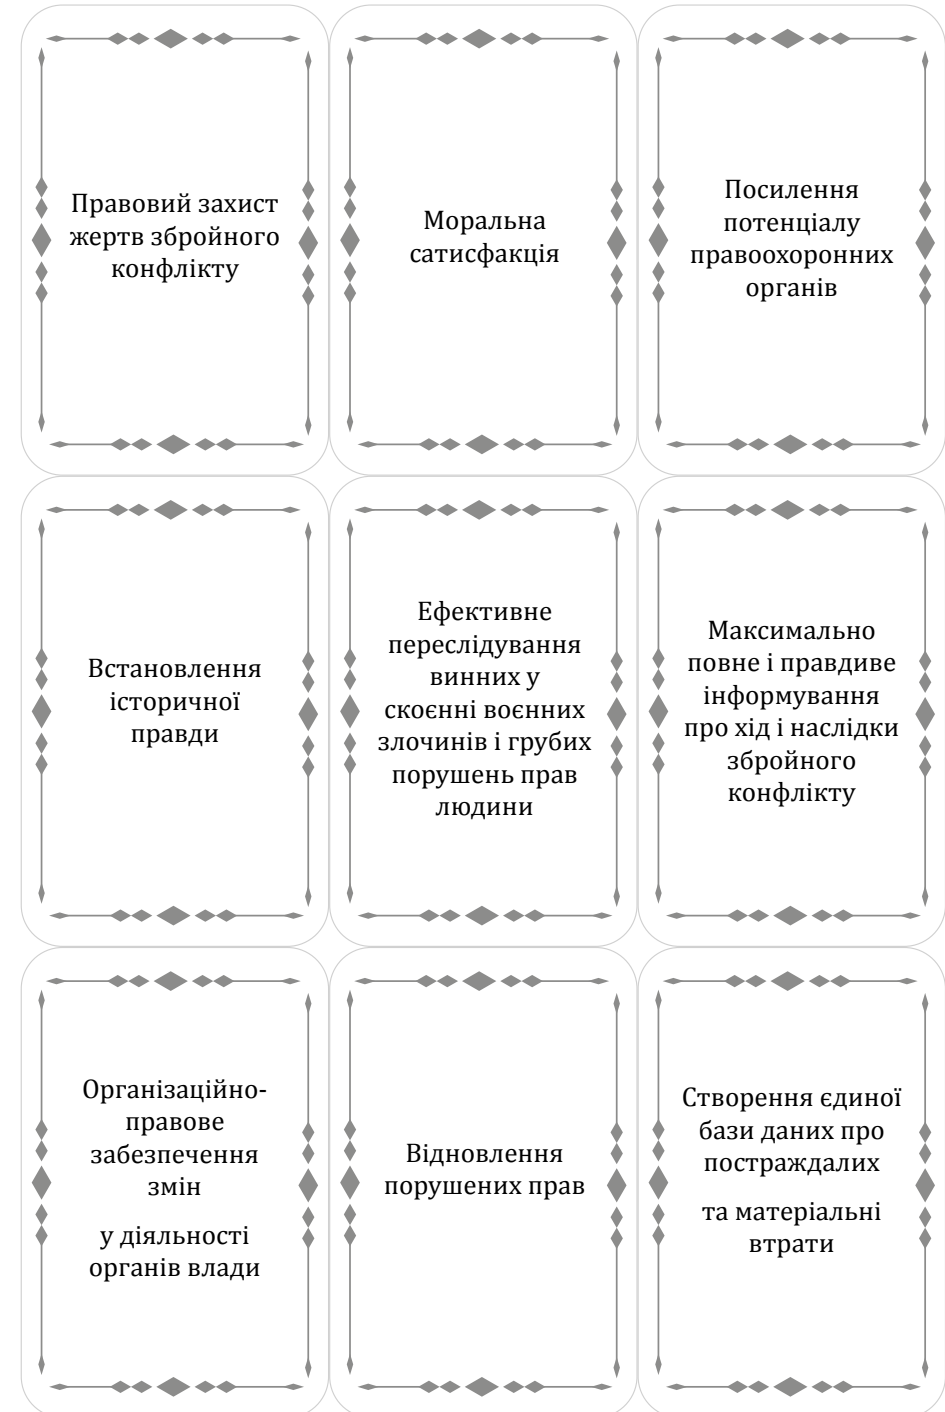 Правовий захист
жертв збройного
конфлікту
Моральна
сатисфакція
Посилення
потенціалу
правоохоронних
органів
Встановлення
історичної
правди
Ефективне
переслідування
винних у
скоєнні воєнних
злочинів і грубих
порушень прав
людини
Максимально
повне і правдиве
інформування
про хід і наслідки
збройного
конфлікту
Організаційно-
правове
забезпечення
змін
у діяльності
органів влади
Відновлення
порушених прав
Створення єдиної
бази даних про
постраждалих
та матеріальні
втрати